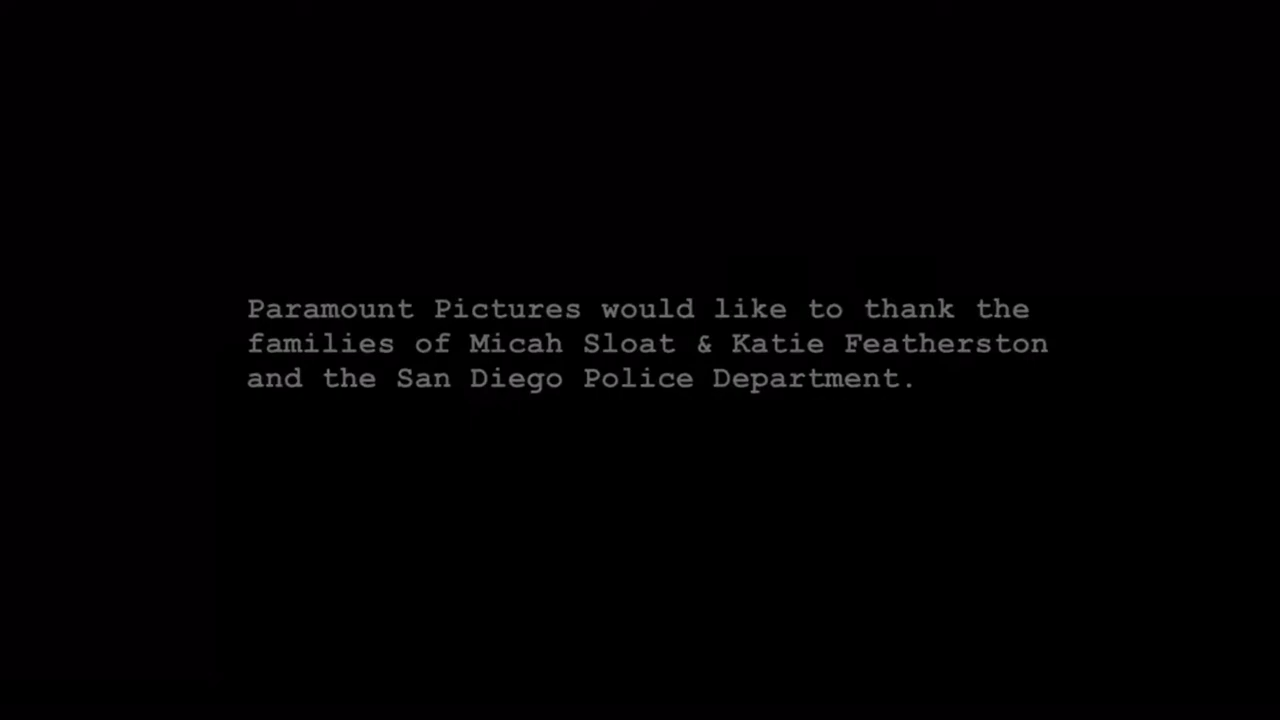 Paramount Pictures would like to thank the
families of Micah Sloat & Katie Featherston
and the San Diego Police Department.